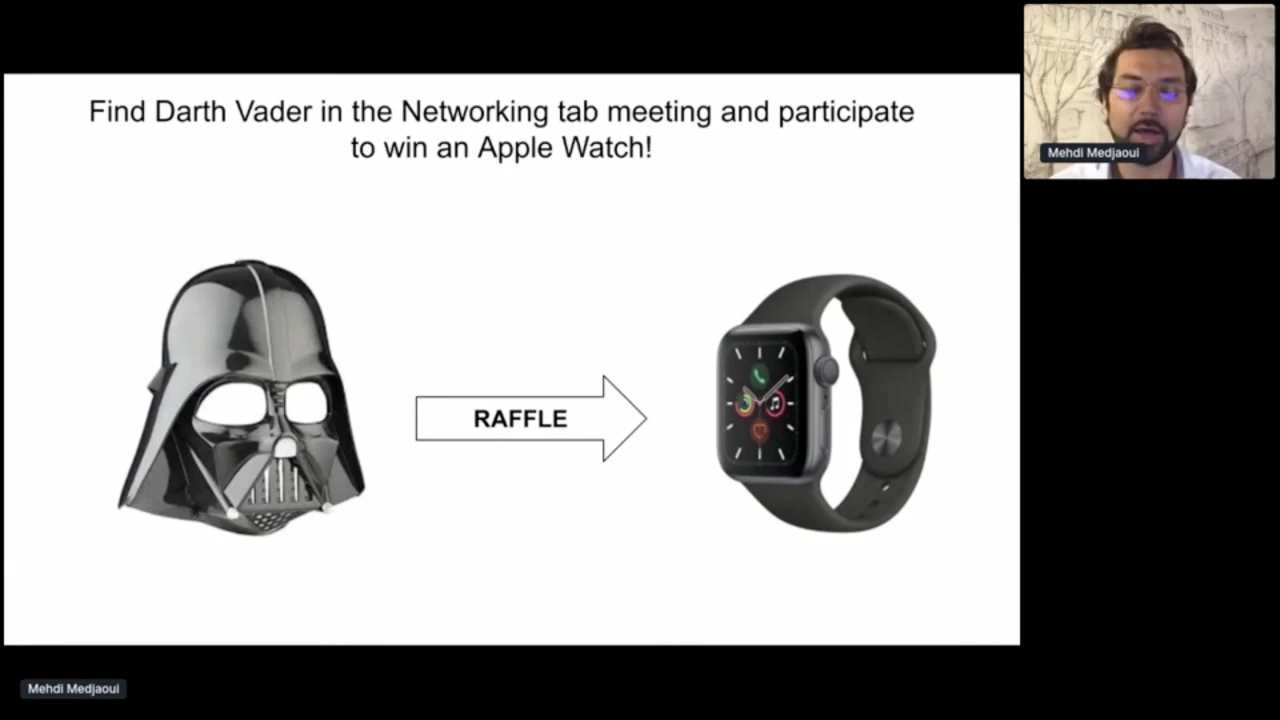 Find Darth Vader in the Networking tab meeting and participate
to win an Apple Watch!
Mehdi Medjaoui
RAFFLE
Mehdi Medjaoui